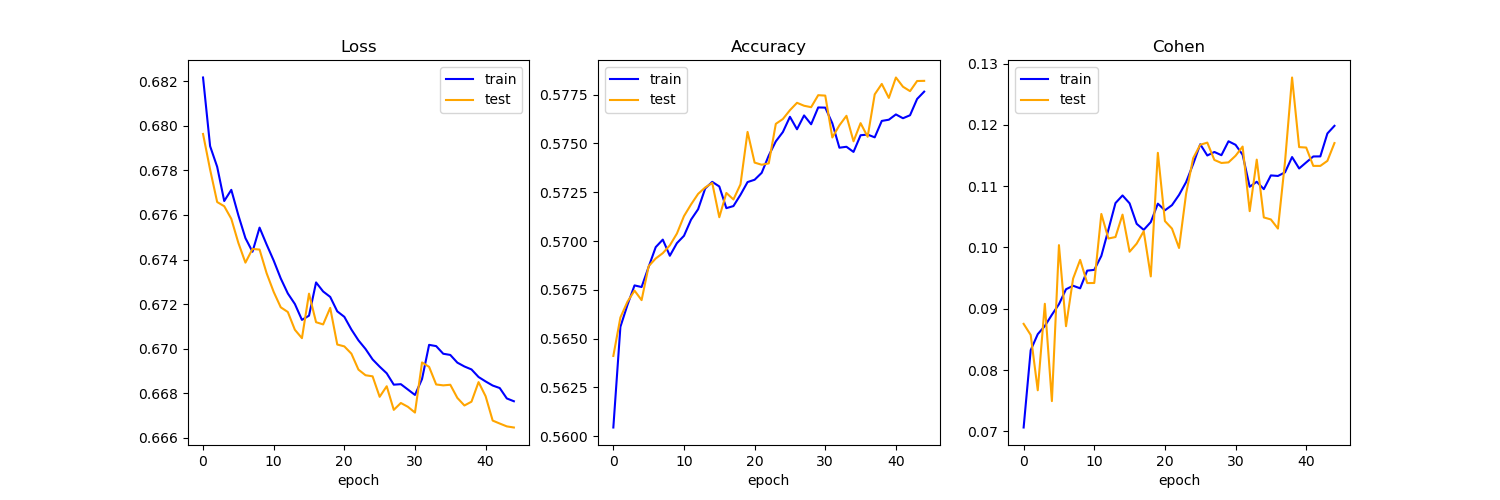 Loss
train
test
0.682
0.680
0.678
0.676
0.674
0.672
0.670
0.668
0.666
0 10 20 30 40
epoch
Accuracy
train
test
0.5775
0.5750
0.5725
0.5700
0.5675
0.5650
0.5625
0.5600
0 10 20 30 40
epoch
Cohen
train
test
0.13
0.12
0.11
0.10
0.09
0.08
0.07
0 10 20 30 40
epoch